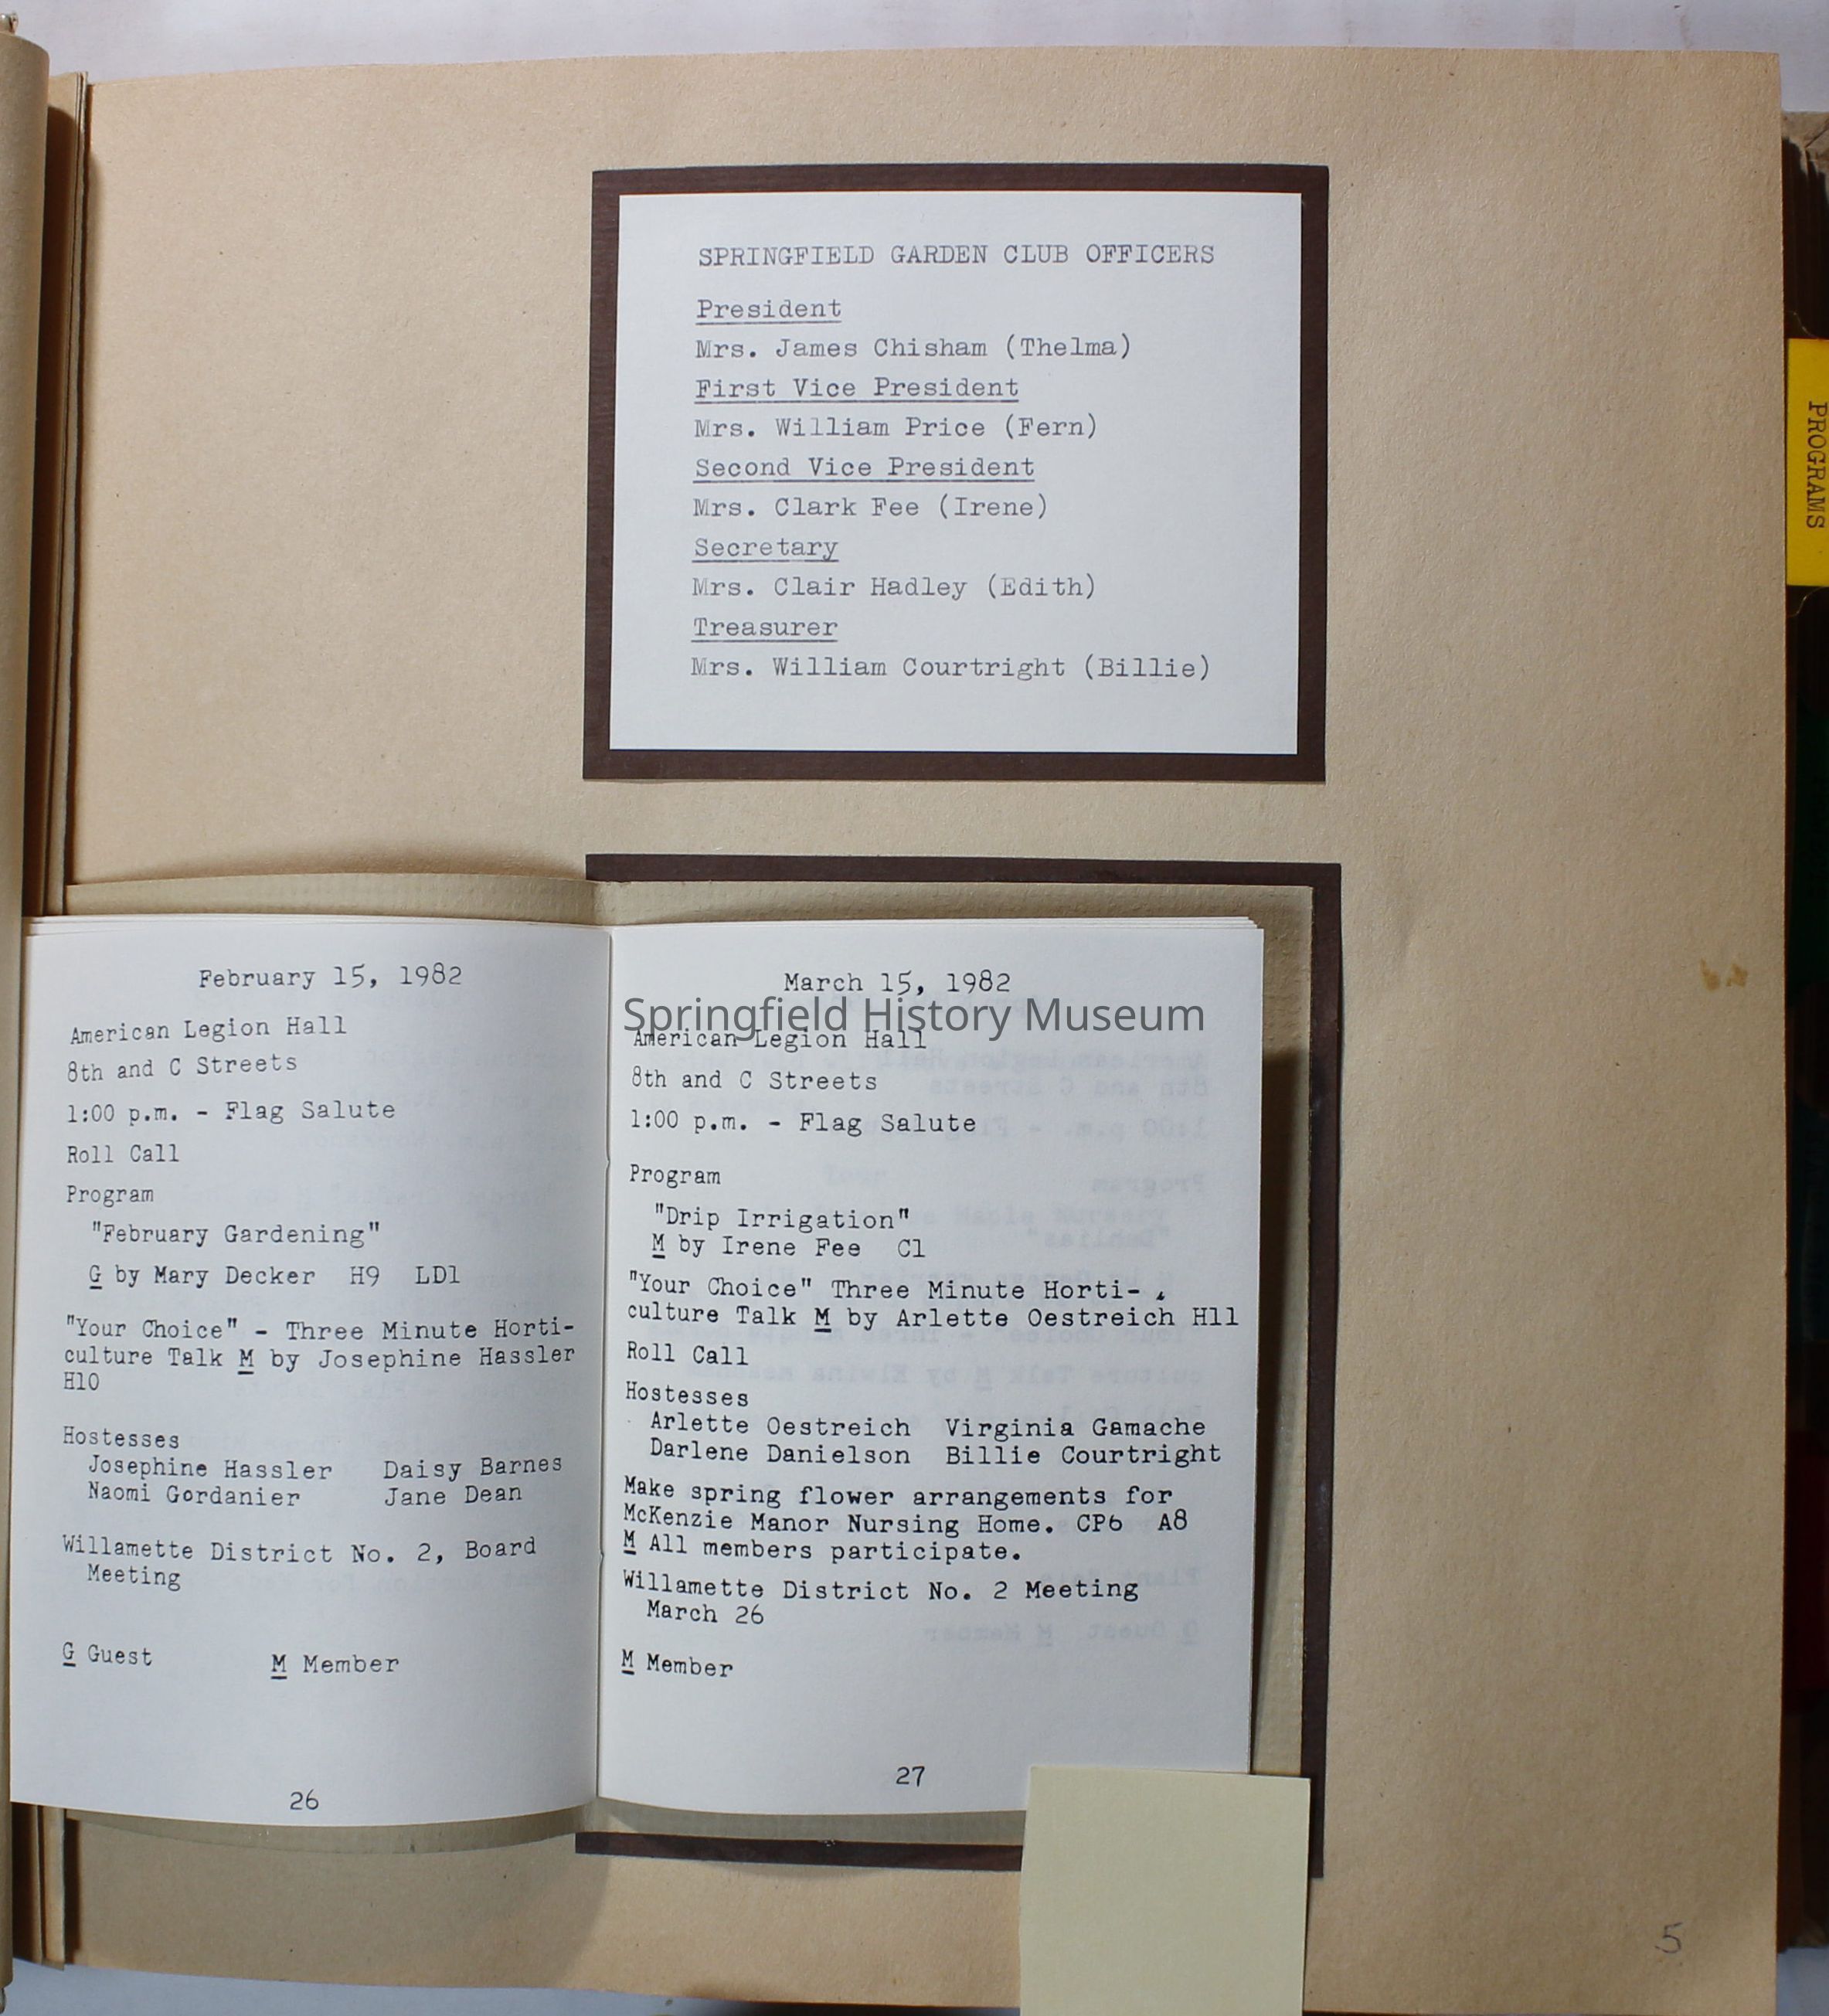 SPRINGFIELD GARDEN CLUB OFFICERS
President
Mrs. James Chisham (Thelma)
First Vice President
Mrs. William Price (Fern)
Second Vice President
Mrs. Clark Fee (Irene)
Secretary
Mrs. Clair Hadley (Edith)
Treasurer
Mrs. William Courtright (Billie)
PROGRAMS
February 15, 1982
American Legion Hall
8th and C Streets
1:00 p.m. - Flag Salute
Roll Call
Program
"February Gardening"
G by Mary Decker H9 LD1
"Your Choice" - Three Minute Horti-
culture Talk M by Josephine Hassler
H10
Hostesses
Josephine Hassler Daisy Barnes
Naomi Gordanier Jane Dean
Willamette District No. 2, Board
Meeting
G Guest M Member
26
March 15, 1982
Springfield History Museum
American Legion Hall
8th and C Streets
1:00 p.m. - Flag Salute
Program
"Drip Irrigation"
M by Irene Fee C1
"Your Choice" Three Minute Horti-
culture Talk M by Arlette Oestreich H11
Roll Call
Hostesses
Arlette Oestreich Virginia Gamache
Darlene Danielson Billie Courtright
Make spring flower arrangements for
McKenzie Manor Nursing Home. CP6 A8
M All members participate.
Willamette District No. 2 Meeting
March 26
M Member
27
5